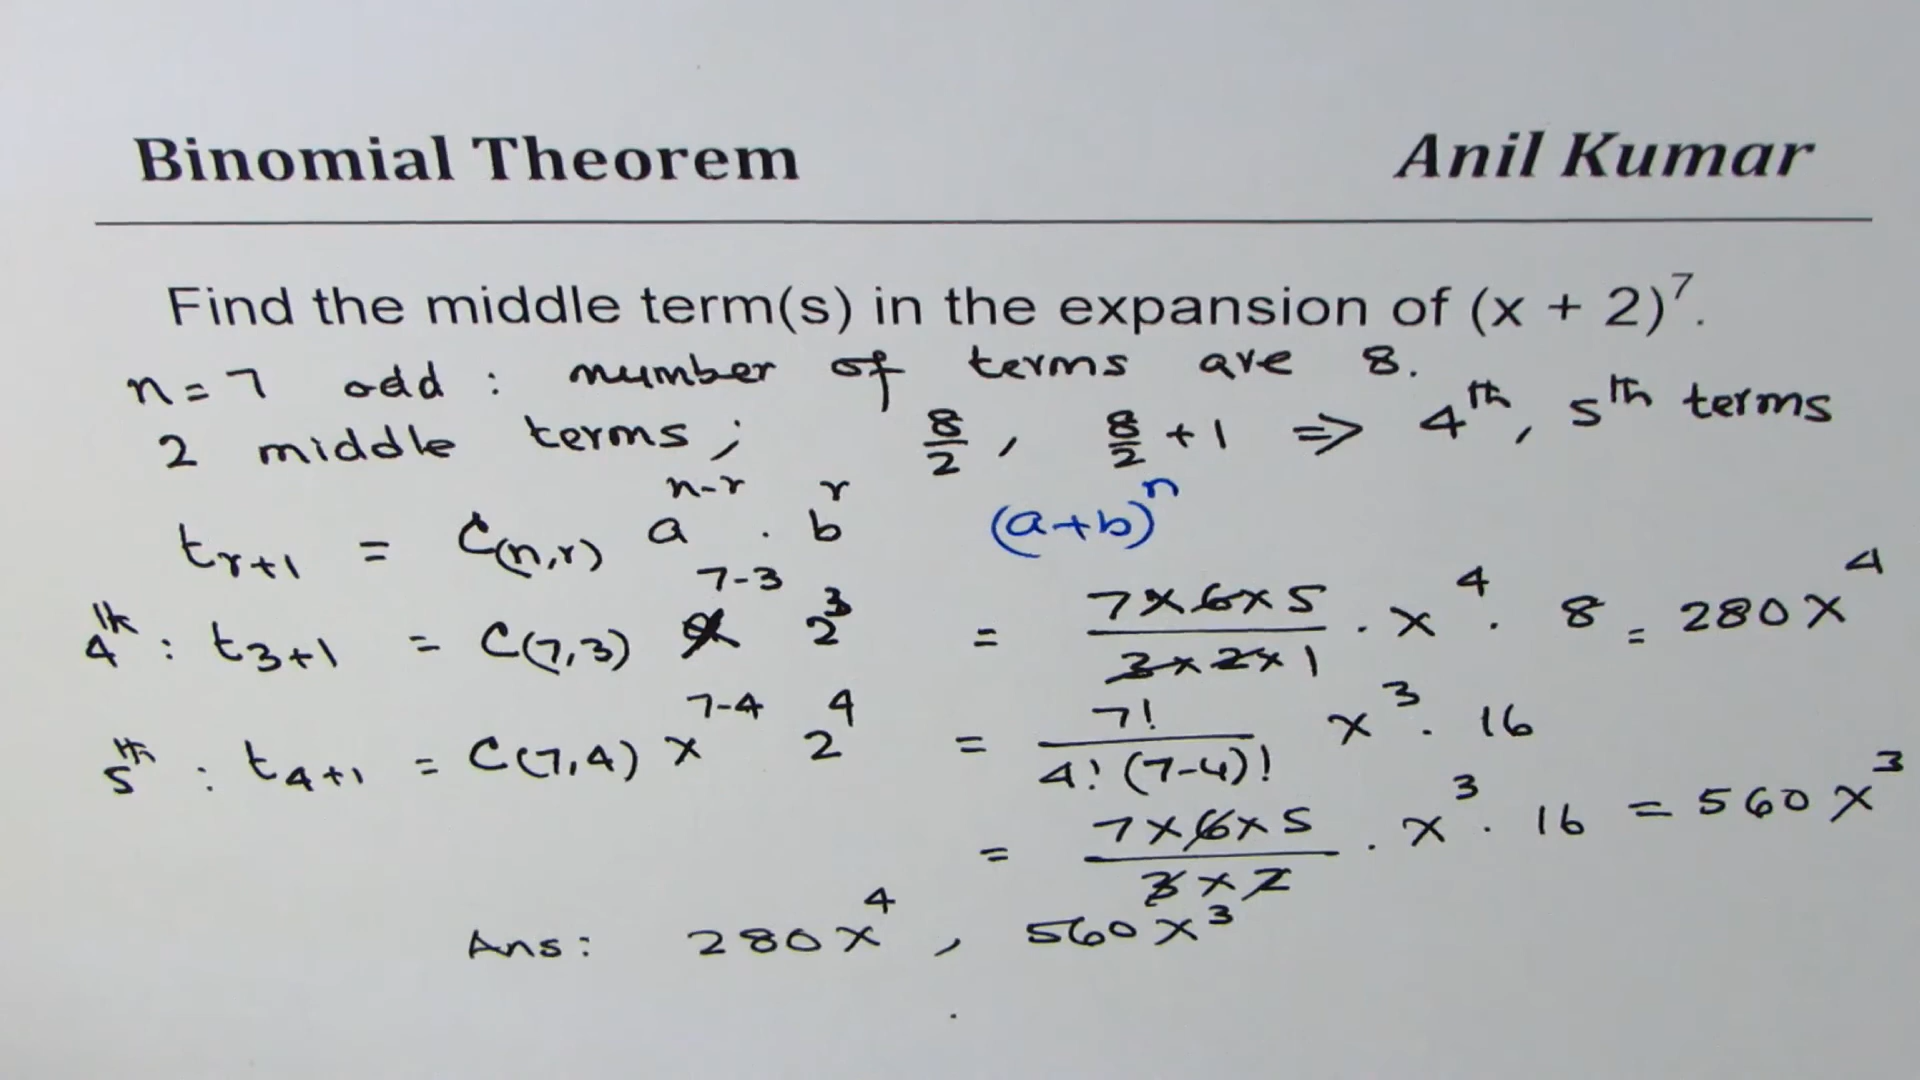 Binomial Theorem Anil Kumar
Find the middle term(s) in the expansion of (x + 2)⁷.
n = 7 odd : number of terms are 8.
2 middle terms ; 8/2 , 8/2 + 1 ⇒ 4th, 5th terms
t_{r+1} = C(n,r) a^{n-r} . b^r (a+b)^n
4th : t_{3+1} = C(7,3) x^{7-3} 2^3 = (7×6×5)/(3×2×1) . x^4 . 8 = 280x^4
5th : t_{4+1} = C(7,4) x^{7-4} 2^4 = 7!/(4!(7-4)!) x^3 . 16
= (7×6×5)/(3×2) . x^3 . 16 = 560x^3
Ans : 280x^4 , 560x^3